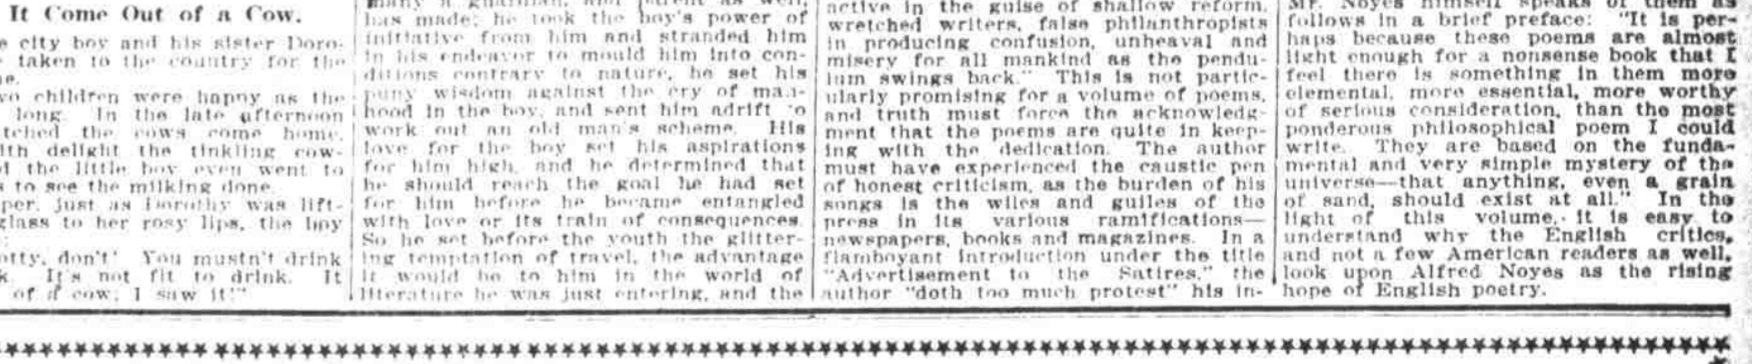 It Come Out of a Cow.
e city boy and his sister Doro-
taken to the country for the
e.
vo children were happy as the
long. In the late afternoon
tched the cows come home.
ith delight the tinkling cow-
d the little boy even went to
s to see the milking done.
per, just as Dorothy was lift-
glass to her rosy lips, the boy
:
otty, don't! You mustn't drink
k. It's not fit to drink. It
of a cow; I saw it!"
many a guardian, and parent as well,
has made; he took the boy's power of
initiative from him and stranded him
in his endeavor to mould him into con-
ditions contrary to nature, he set his
puny wisdom against the cry of man-
hood in the boy, and sent him adrift to
work out an old man's scheme. His
love for the boy set his aspirations
for him high, and he determined that
he should reach the goal he had set
for him before he became entangled
with love or its train of consequences.
So he set before the youth the glitter-
ing temptation of travel, the advantage
it would be to him in the world of
literature he was just entering, and the
active in the guise of shallow reform,
wretched writers, false philanthropists
in producing confusion, unheaval and
misery for all mankind as the pendu-
lum swings back." This is not partic-
ularly promising for a volume of poems,
and truth must force the acknowledg-
ment that the poems are quite in keep-
ing with the dedication. The author
must have experienced the caustic pen
of honest criticism, as the burden of his
songs is the wiles and guiles of the
press in its various ramifications—
newspapers, books and magazines. In a
flamboyant introduction under the title
"Advertisement to the Satires," the
author "doth too much protest" his in-
Mr. Noyes himself speaks of them as
follows in a brief preface: "It is per-
haps because these poems are almost
light enough for a nonsense book that I
feel there is something in them more
elemental, more essential, more worthy
of serious consideration, than the most
ponderous philosophical poem I could
write. They are based on the funda-
mental and very simple mystery of the
universe—that anything, even a grain
of sand, should exist at all." In the
light of this volume, it is easy to
understand why the English critics,
and not a few American readers as well,
look upon Alfred Noyes as the rising
hope of English poetry.